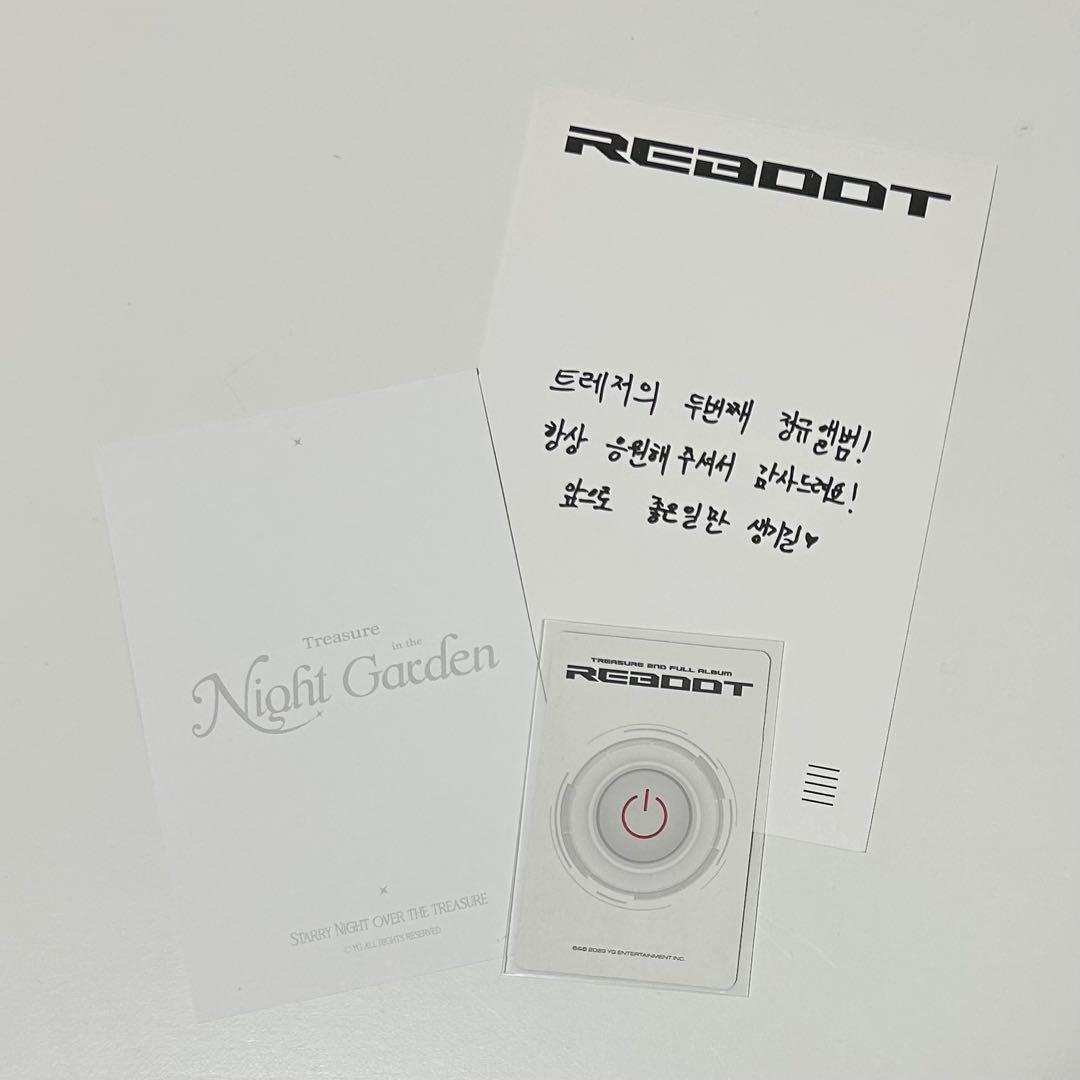 REBOOT
트레저의 두번째 정규앨범!
항상 응원해 주셔서 감사드려요!
앞으로 좋은일만 생기길♥
Treasure
in the
Night Garden
STARRY NIGHT OVER THE TREASURE
© YG ALL RIGHTS RESERVED
TREASURE 2ND FULL ALBUM
REBOOT
℗&© 2023 YG ENTERTAINMENT INC.